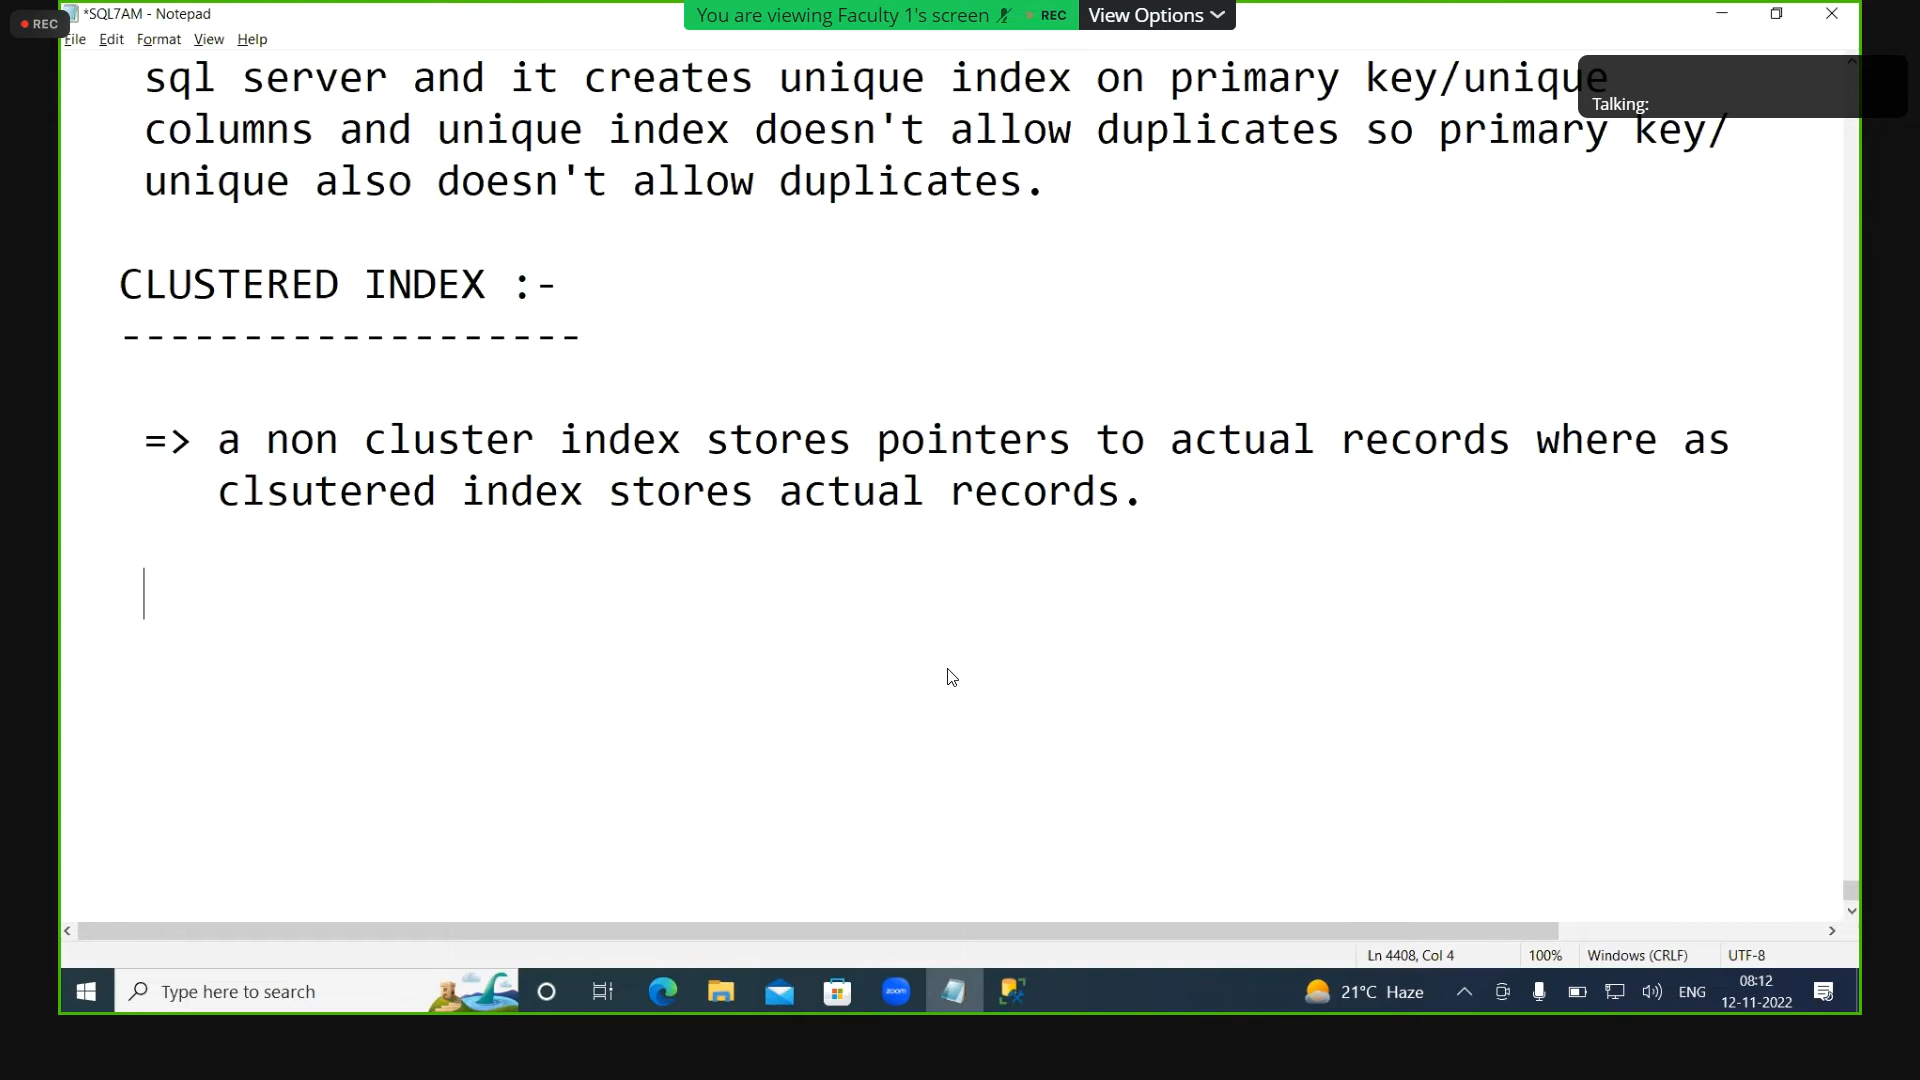 REC
*SQL7AM - Notepad
You are viewing Faculty 1's screen
REC
View Options
File Edit Format View Help
Talking:
sql server and it creates unique index on primary key/unique
columns and unique index doesn't allow duplicates so primary key/
unique also doesn't allow duplicates.
CLUSTERED INDEX :-
-------------------
=> a non cluster index stores pointers to actual records where as
clsutered index stores actual records.
Ln 4408, Col 4 100% Windows (CRLF) UTF-8
Type here to search
zoom
21°C Haze
ENG
08:12
12-11-2022